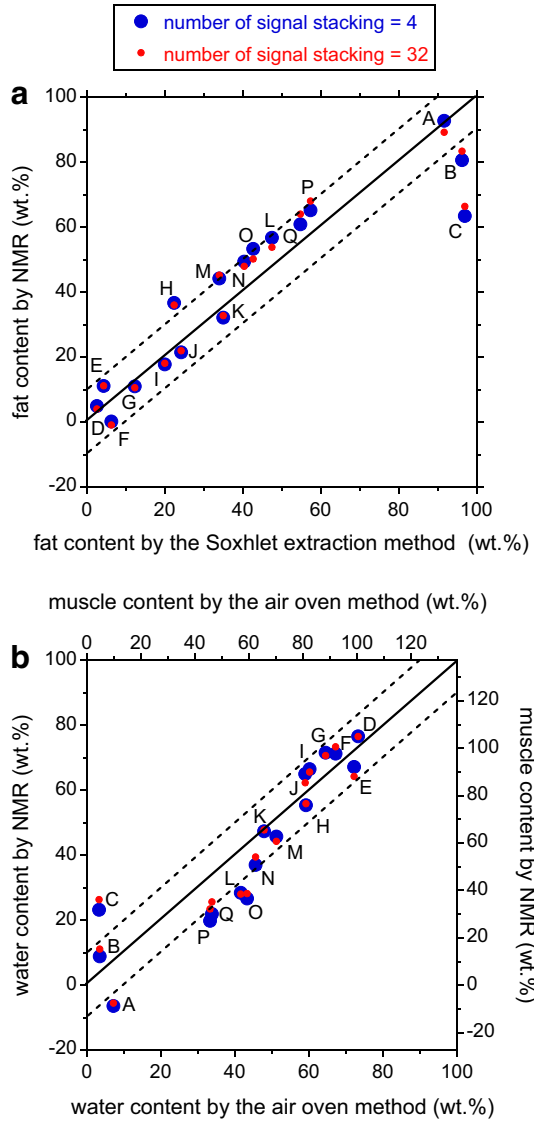 number of signal stacking = 4
number of signal stacking = 32
a
100
80
60
40
20
0
-20
fat content by NMR (wt.%)
A
B
C
P
L
O
Q
M
N
H
K
J
I
E
G
D
F
0 20 40 60 80 100
fat content by the Soxhlet extraction method (wt.%)
muscle content by the air oven method (wt.%)
0 20 40 60 80 100 120
b
100
80
60
40
20
0
-20
water content by NMR (wt.%)
120
100
80
60
40
20
0
-20
muscle content by NMR (wt.%)
D
G
F
I
J
E
H
K
M
N
L
C
O
Q
P
B
A
0 20 40 60 80 100
water content by the air oven method (wt.%)